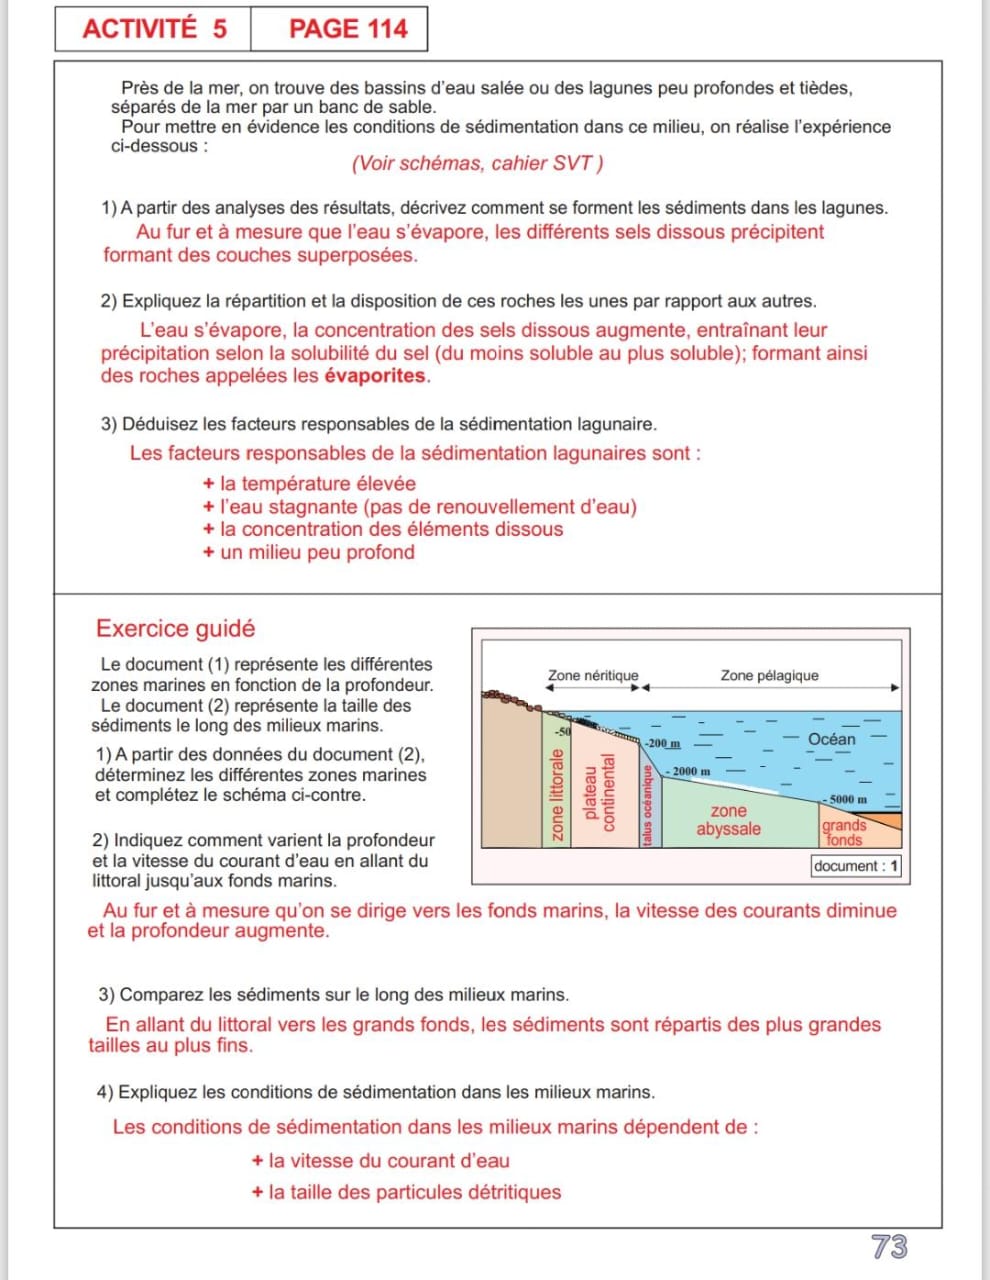 ACTIVITÉ 5 PAGE 114
Près de la mer, on trouve des bassins d'eau salée ou des lagunes peu profondes et tièdes,
séparés de la mer par un banc de sable.
Pour mettre en évidence les conditions de sédimentation dans ce milieu, on réalise l'expérience
ci-dessous :
(Voir schémas, cahier SVT )
1) A partir des analyses des résultats, décrivez comment se forment les sédiments dans les lagunes.
Au fur et à mesure que l'eau s'évapore, les différents sels dissous précipitent
formant des couches superposées.
2) Expliquez la répartition et la disposition de ces roches les unes par rapport aux autres.
L'eau s'évapore, la concentration des sels dissous augmente, entraînant leur
précipitation selon la solubilité du sel (du moins soluble au plus soluble); formant ainsi
des roches appelées les évaporites.
3) Déduisez les facteurs responsables de la sédimentation lagunaire.
Les facteurs responsables de la sédimentation lagunaires sont :
+ la température élevée
+ l'eau stagnante (pas de renouvellement d'eau)
+ la concentration des éléments dissous
+ un milieu peu profond
Exercice guidé
Le document (1) représente les différentes
zones marines en fonction de la profondeur.
Le document (2) représente la taille des
sédiments le long des milieux marins.
1) A partir des données du document (2),
déterminez les différentes zones marines
et complétez le schéma ci-contre.
2) Indiquez comment varient la profondeur
et la vitesse du courant d'eau en allant du
littoral jusqu'aux fonds marins.
Zone néritique
Zone pélagique
Océan
-50
-200 m
- 2000 m
- 5000 m
zone littorale
plateau
continental
talus océanique
zone
abyssale
grands
fonds
document : 1
Au fur et à mesure qu'on se dirige vers les fonds marins, la vitesse des courants diminue
et la profondeur augmente.
3) Comparez les sédiments sur le long des milieux marins.
En allant du littoral vers les grands fonds, les sédiments sont répartis des plus grandes
tailles au plus fins.
4) Expliquez les conditions de sédimentation dans les milieux marins.
Les conditions de sédimentation dans les milieux marins dépendent de :
+ la vitesse du courant d'eau
+ la taille des particules détritiques
73